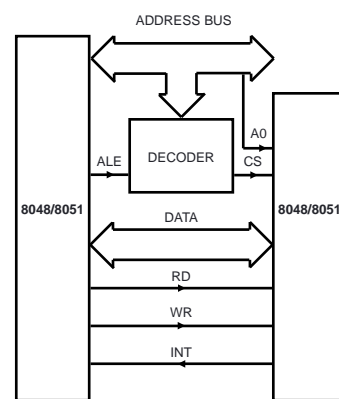 ADDRESS BUS
A0
ALE
DECODER
CS
8048/8051
DATA
8048/8051
RD
WR
INT